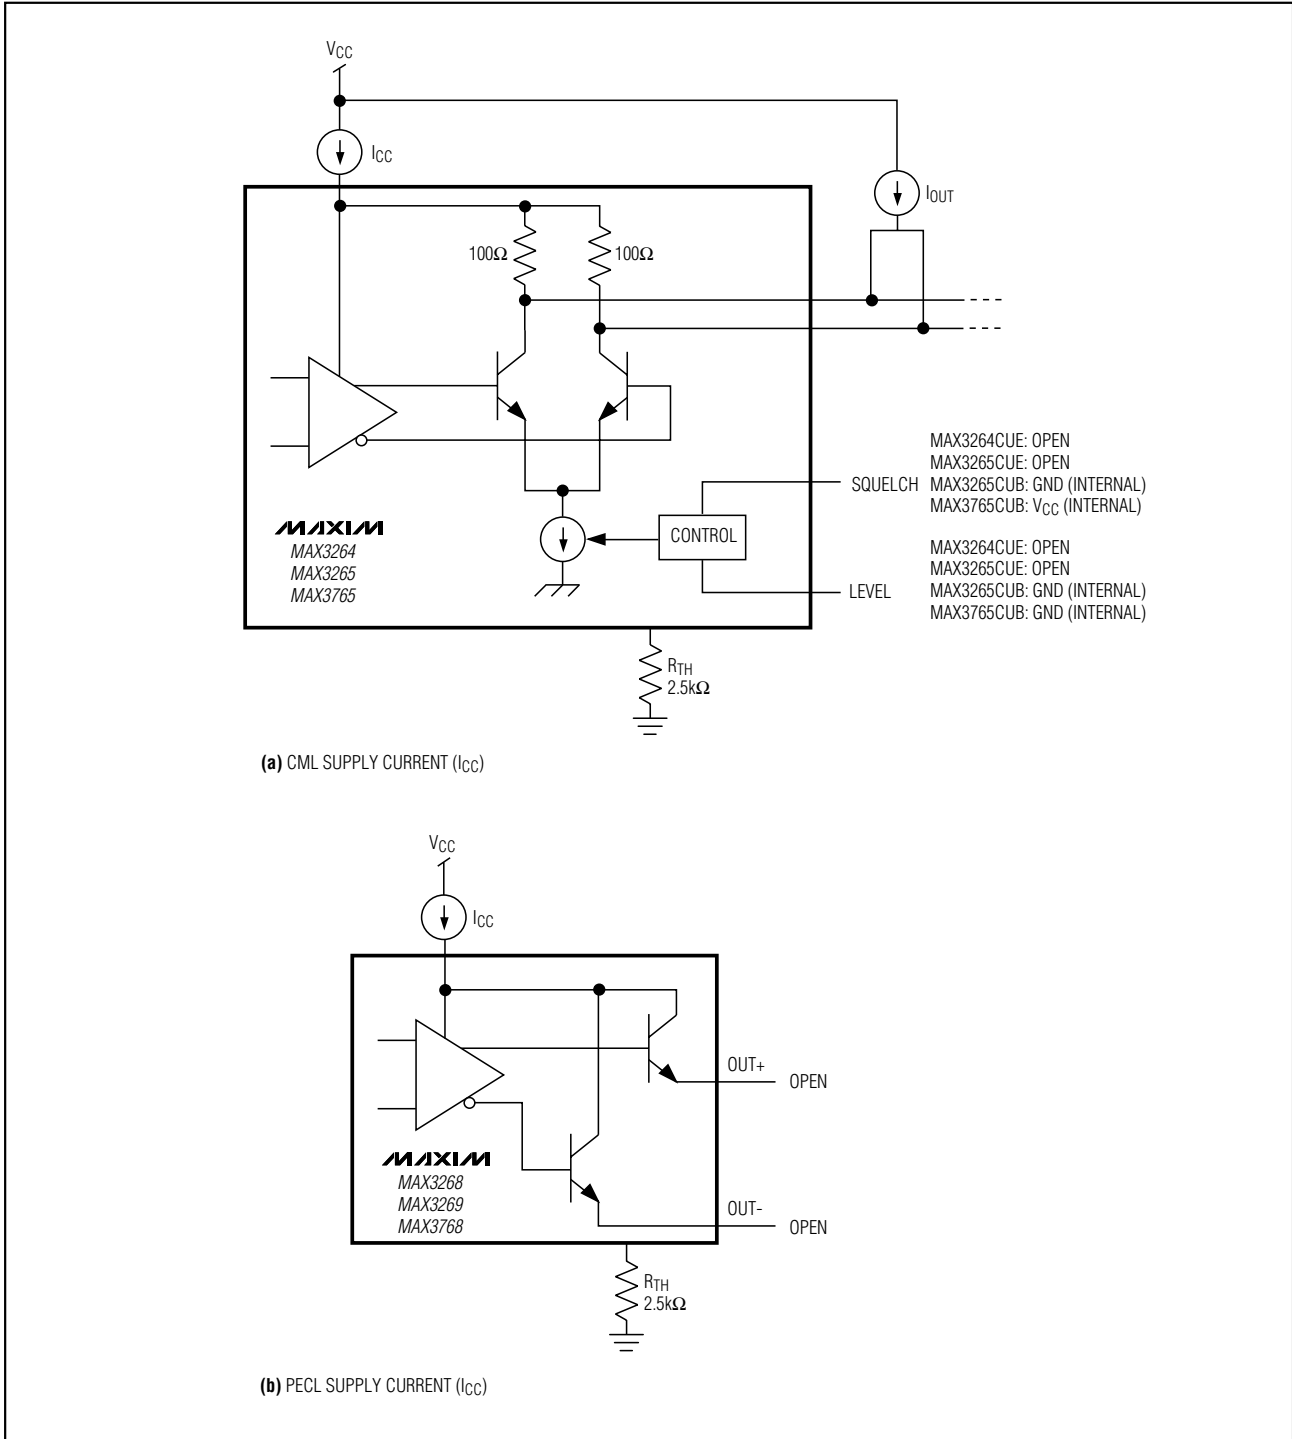 VCC
ICC
IOUT
100Ω 100Ω
MAX3264CUE: OPEN
MAX3265CUE: OPEN
SQUELCH MAX3265CUB: GND (INTERNAL)
MAX3765CUB: VCC (INTERNAL)
CONTROL
MAXIM
MAX3264
MAX3265
MAX3765
MAX3264CUE: OPEN
MAX3265CUE: OPEN
LEVEL MAX3265CUB: GND (INTERNAL)
MAX3765CUB: GND (INTERNAL)
RTH
2.5kΩ
(a) CML SUPPLY CURRENT (ICC)
VCC
ICC
OUT+
OPEN
MAXIM
MAX3268
MAX3269
MAX3768
OUT-
OPEN
RTH
2.5kΩ
(b) PECL SUPPLY CURRENT (ICC)